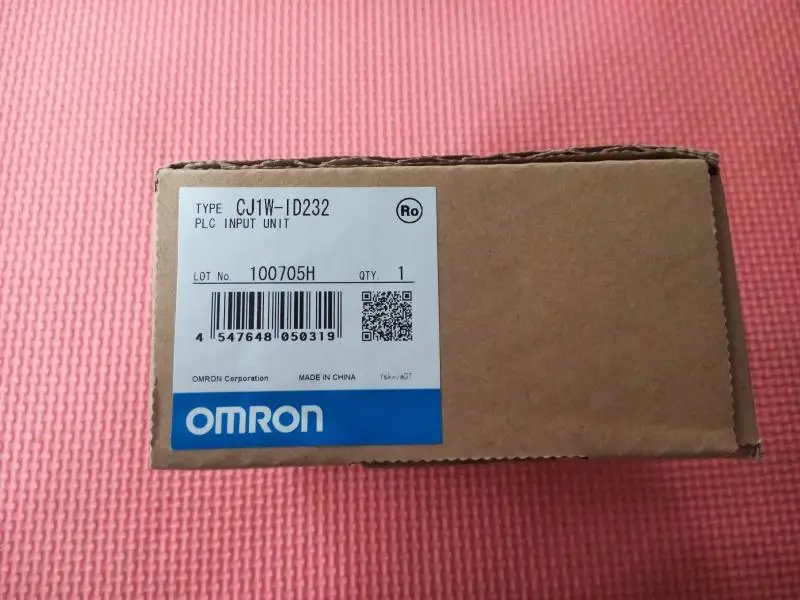 TYPE CJ1W-ID232
Ro
PLC INPUT UNIT
LOT No. 100705H QTY. 1
4 547648 050319
OMRON Corporation MADE IN CHINA
OMRON